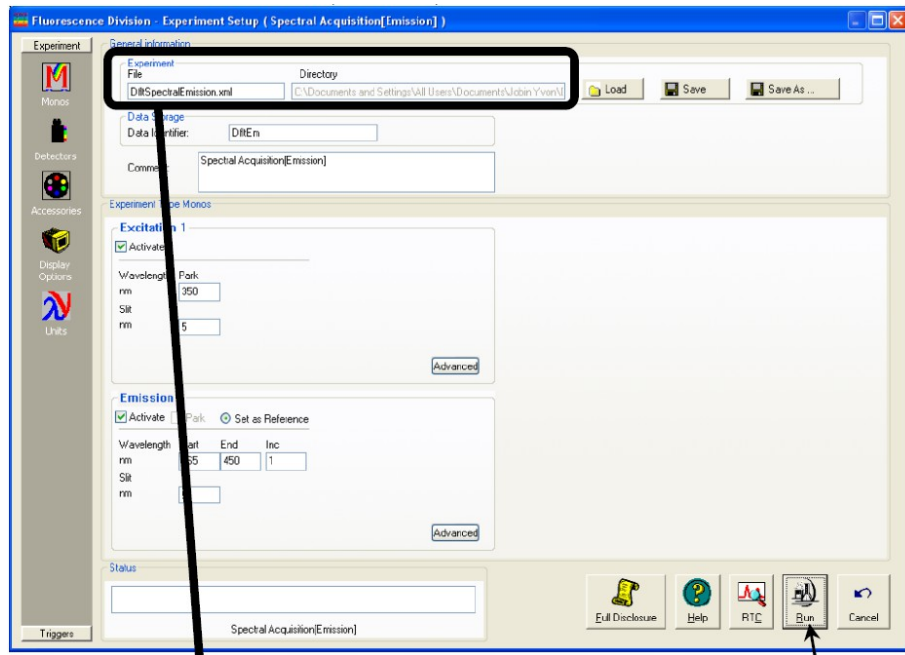 Fluorescence Division - Experiment Setup ( Spectral Acquisition[Emission] )
Experiment
Monos
Detectors
Accessories
Display
Options
Units
Triggers
General information
Experiment
File Directory
DfltSpectralEmission.xml C:\Documents and Settings\All Users\Documents\Jobin Yvon\
Load Save Save As ...
Data Storage
Data Identifier: DfltEm
Comment: Spectral Acquisition[Emission]
Experiment Type Monos
Excitation 1
Activate
Wavelength Park
nm 350
Slit
nm 5
Advanced
Emission
Activate Park Set as Reference
Wavelength End Inc
nm 450 1
Slit
nm
Advanced
Status
Spectral Acquisition[Emission]
Full Disclosure Help RTC Run Cancel